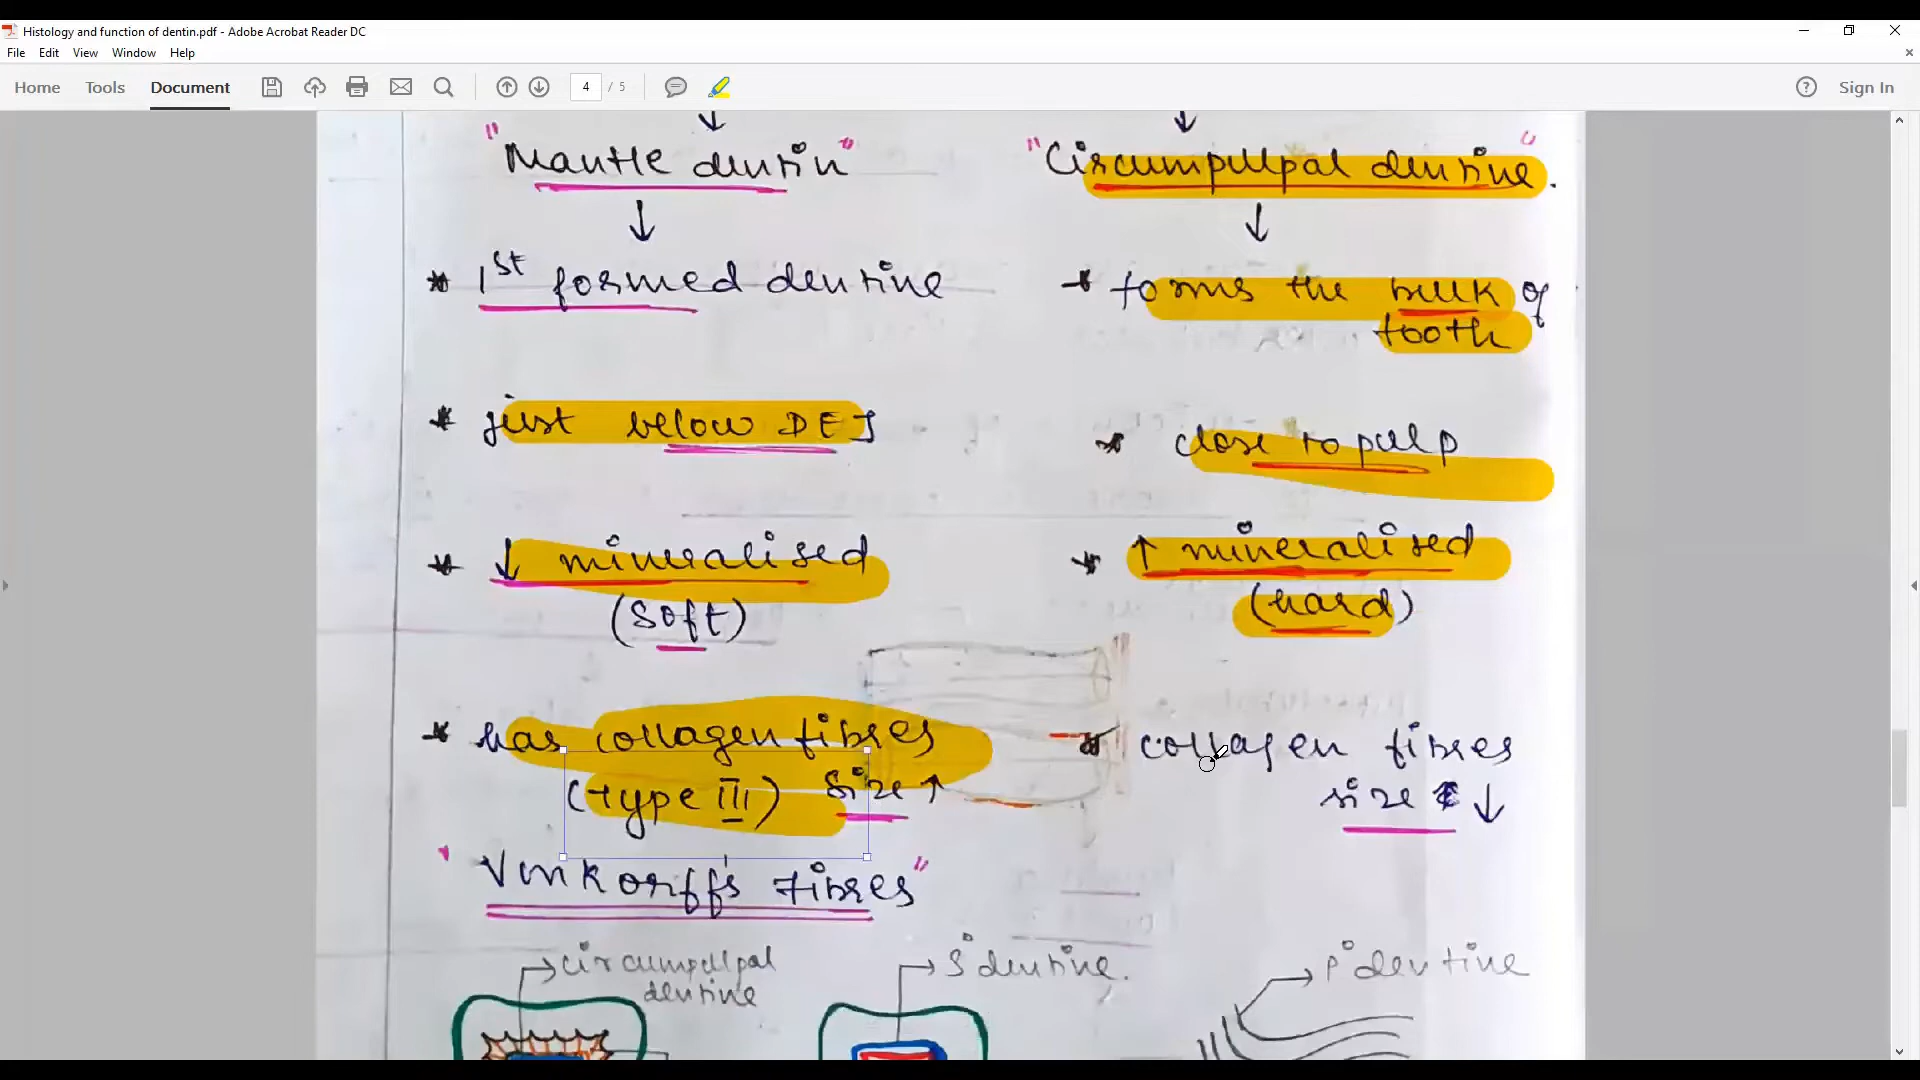 Histology and function of dentin.pdf - Adobe Acrobat Reader DC
File Edit View Window Help
Home Tools Document 4 / 5 Sign In
"Mantle dentin"
↓
* 1st formed dentine
* just below DEJ
* ↓ mineralised
(soft)
* has collagen fibres
(type III) size ↑
"Vonkorff's fibres"
"Circumpulpal dentine".
↓
* forms the bulk of
tooth
* close to pulp
* ↑ mineralised
(hard)
* collagen fibres
size ↓
→ circumpulpal
dentine
→ S° dentine.
→ P° dentine